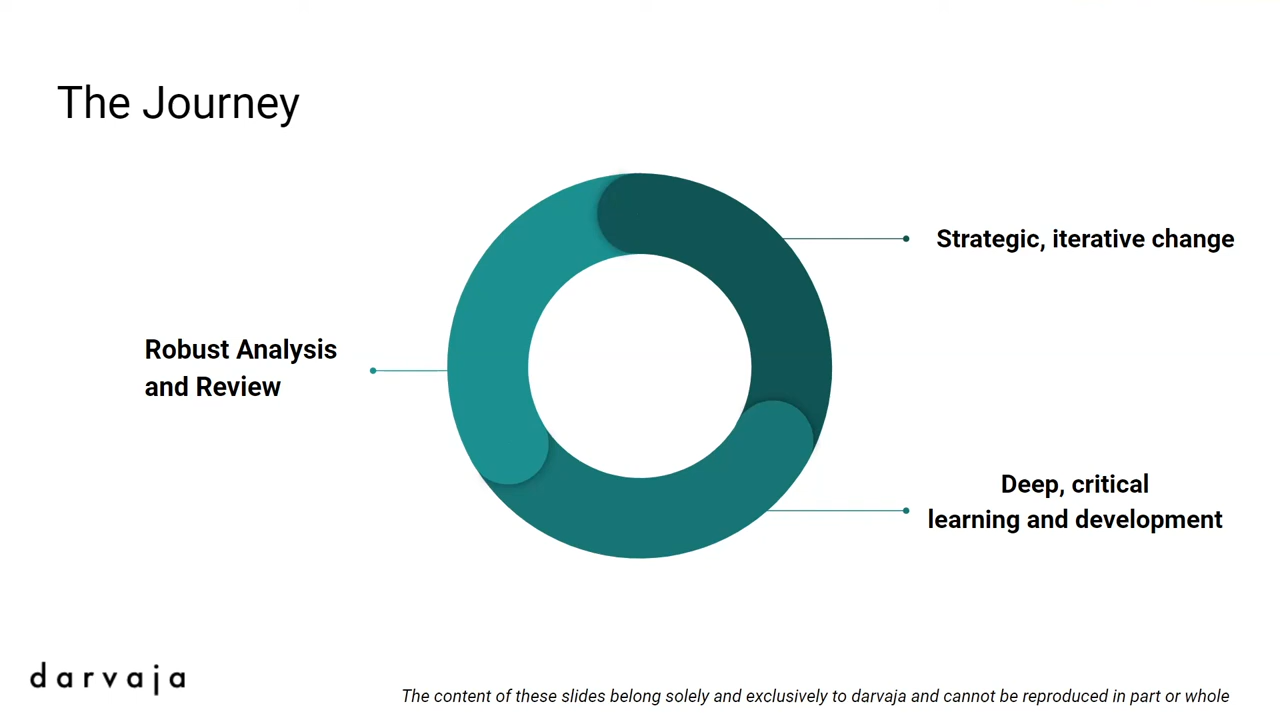 The Journey
Strategic, iterative change
Robust Analysis
and Review
Deep, critical
learning and development
darvaja
The content of these slides belong solely and exclusively to darvaja and cannot be reproduced in part or whole